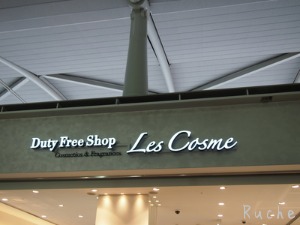 Duty Free Shop Les Cosme
Cosmetics & Fragrances
Ruche